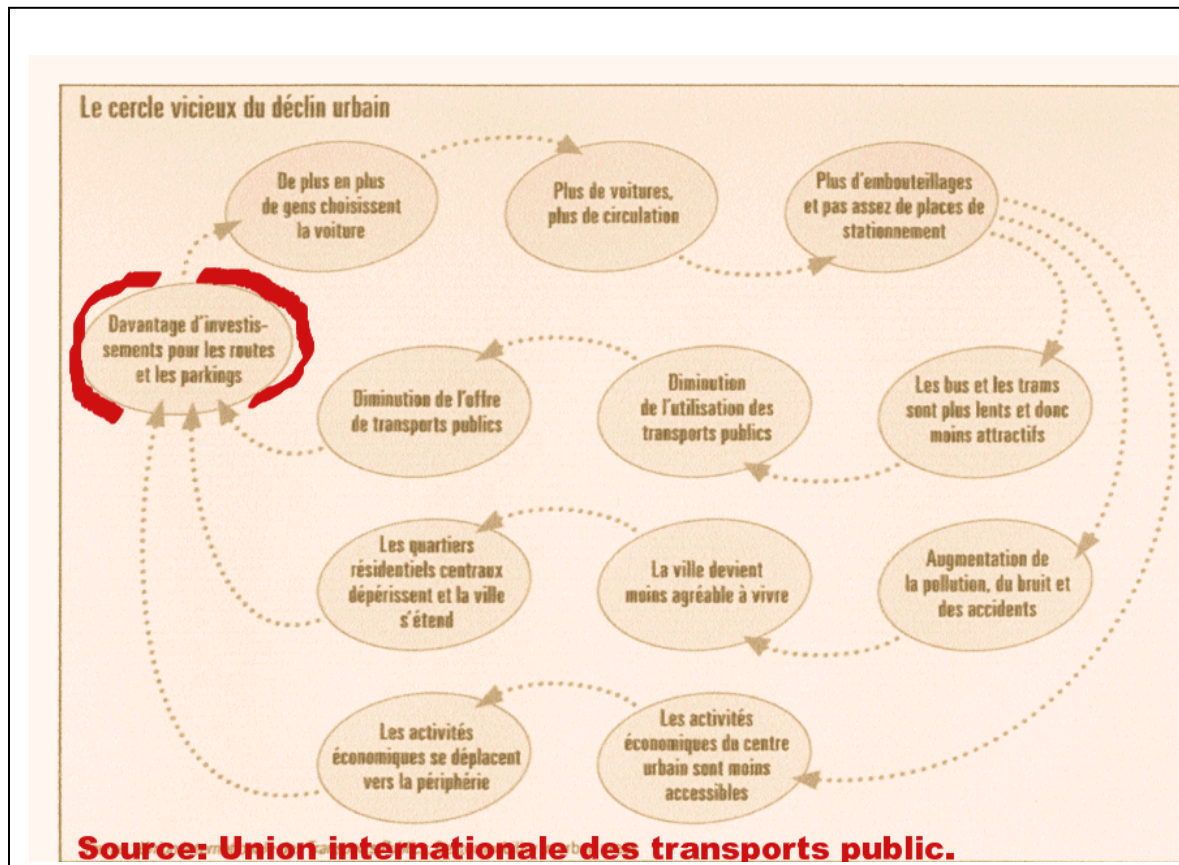 Le cercle vicieux du déclin urbain
De plus en plus
de gens choisissent
la voiture
Plus de voitures,
plus de circulation
Plus d'embouteillages
et pas assez de places de
stationnement
Davantage d'investis-
sements pour les routes
et les parkings
Diminution de l'offre
de transports publics
Diminution
de l'utilisation des
transports publics
Les bus et les trams
sont plus lents et donc
moins attractifs
Les quartiers
résidentiels centraux
dépérissent et la ville
s'étend
La ville devient
moins agréable à vivre
Augmentation de
la pollution, du bruit et
des accidents
Les activités
économiques se déplacent
vers la périphérie
Les activités
économiques du centre
urbain sont moins
accessibles
Source: Union internationale des transports public.